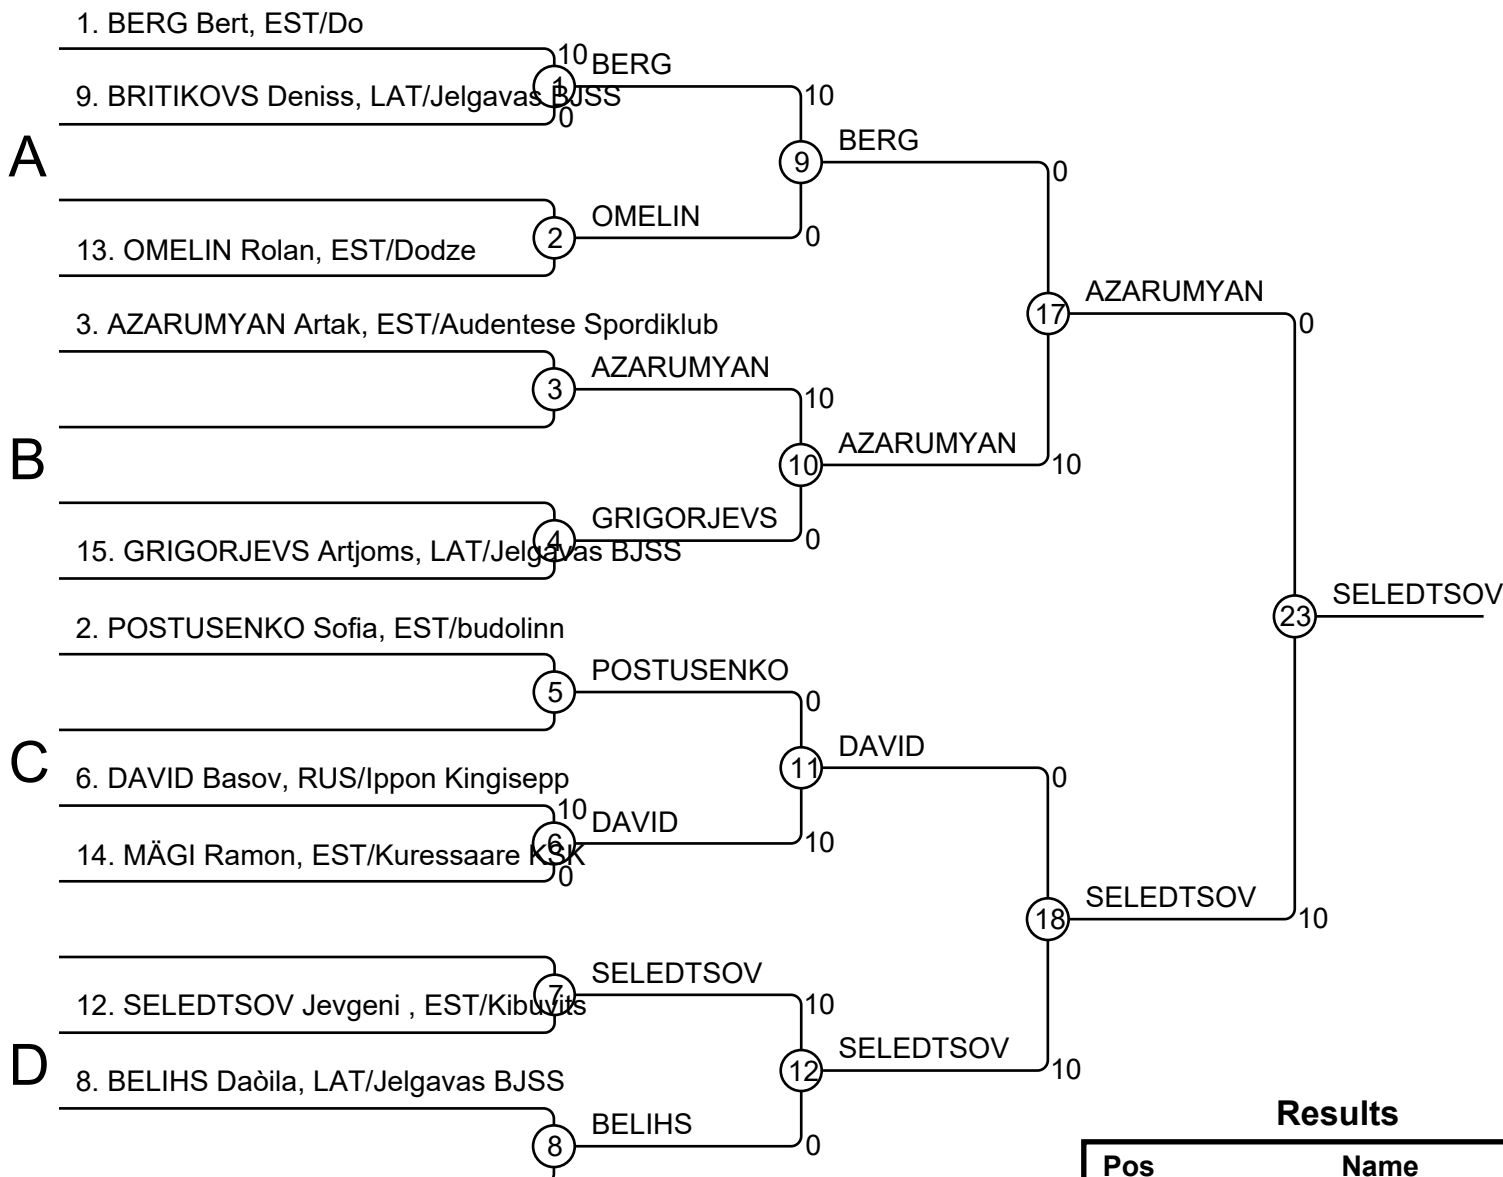 1. BERG Bert, EST/Do
10
BERG
1
9. BRITIKOVS Deniss, LAT/Jelgavas BJSS
0
10
A
9
BERG
0
2
OMELIN
0
13. OMELIN Rolan, EST/Dodze
17
AZARUMYAN
0
3. AZARUMYAN Artak, EST/Audentese Spordiklub
3
AZARUMYAN
10
B
10
AZARUMYAN
10
4
GRIGORJEVS
0
15. GRIGORJEVS Artjoms, LAT/Jelgavas BJSS
23
SELEDTSOV
2. POSTUSENKO Sofia, EST/budolinn
5
POSTUSENKO
0
C
11
DAVID
0
6. DAVID Basov, RUS/Ippon Kingisepp
10
6
DAVID
10
14. MÄGI Ramon, EST/Kuressaare KSK
0
18
SELEDTSOV
10
7
SELEDTSOV
10
12. SELEDTSOV Jevgeni , EST/Kibuvits
D
12
SELEDTSOV
10
8. BELIHS Daòila, LAT/Jelgavas BJSS
8
BELIHS
0
Results
Pos Name